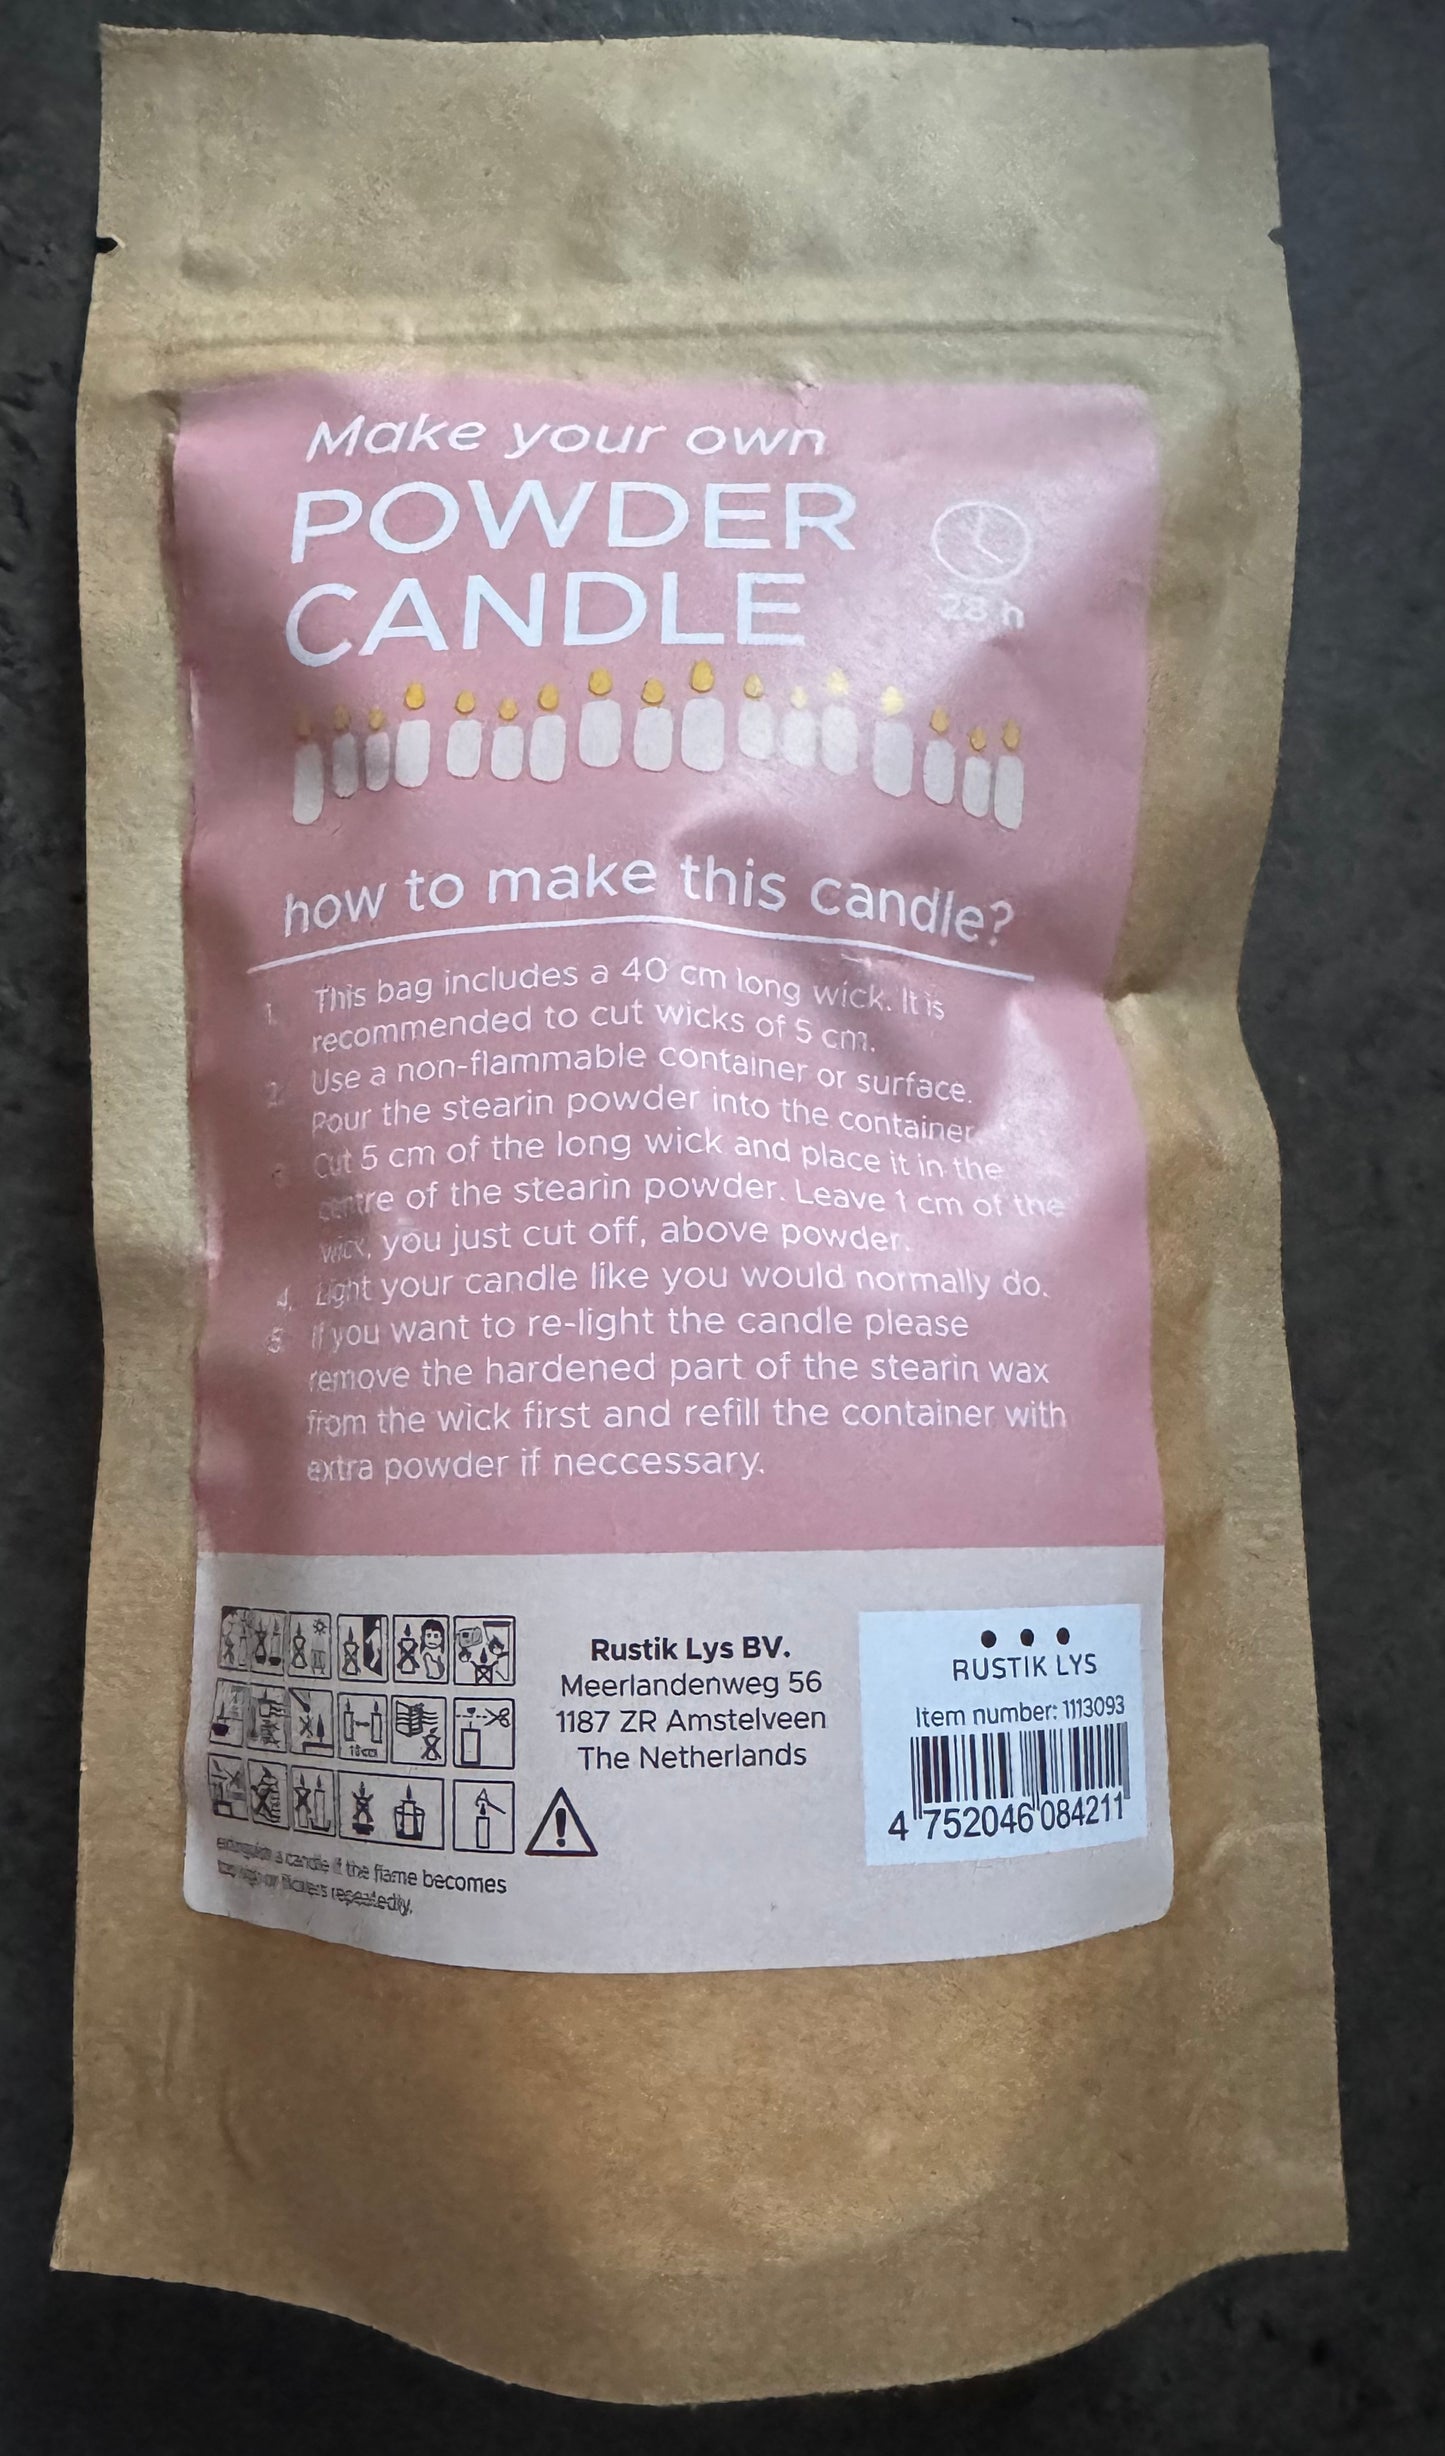 Make your own
POWDER
CANDLE
28 h
how to make this candle?
1. This bag includes a 40 cm long wick. It is
recommended to cut wicks of 5 cm.
2. Use a non-flammable container or surface.
Pour the stearin powder into the container.
Cut 5 cm of the long wick and place it in the
centre of the stearin powder. Leave 1 cm of the
wick, you just cut off, above powder.
4. Light your candle like you would normally do.
5. If you want to re-light the candle please
remove the hardened part of the stearin wax
from the wick first and refill the container with
extra powder if neccessary.
Rustik Lys BV.
Meerlandenweg 56
1187 ZR Amstelveen
The Netherlands
RUSTIK LYS
Item number: 1113093
4 752046 084211
10cm
a candle if the flame becomes
or flickers repeatedly.